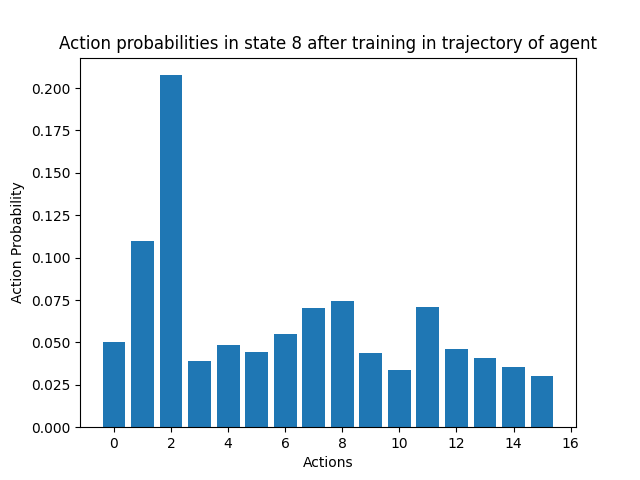 Action probabilities in state 8 after training in trajectory of agent
0.200
0.175
0.150
0.125
0.100
0.075
0.050
0.025
0.000
Action Probability
0 2 4 6 8 10 12 14 16
Actions